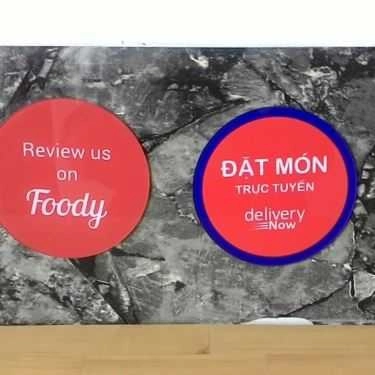 Review us
on
Foody
ĐẶT MÓN
TRỰC TUYẾN
delivery
Now